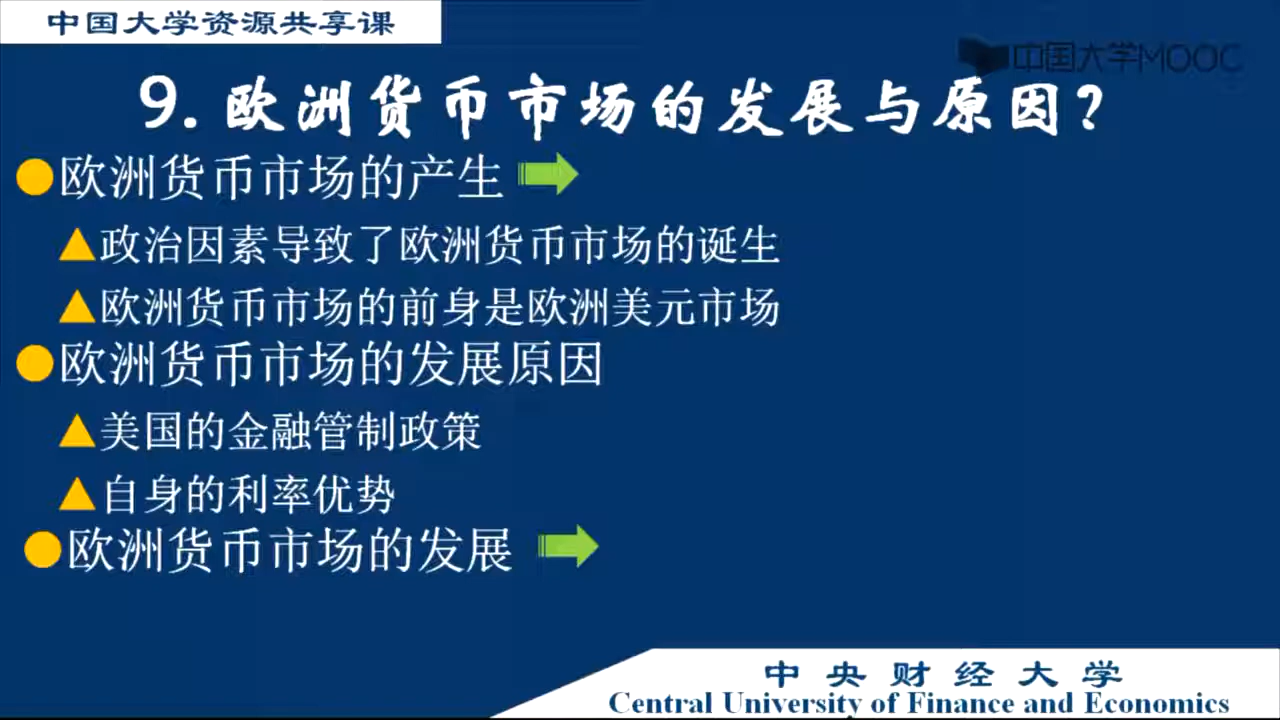 中国大学资源共享课
中国大学MOOC
9. 欧洲货币市场的发展与原因?
欧洲货币市场的产生
政治因素导致了欧洲货币市场的诞生
欧洲货币市场的前身是欧洲美元市场
欧洲货币市场的发展原因
美国的金融管制政策
自身的利率优势
欧洲货币市场的发展
中央财经大学
Central University of Finance and Economics